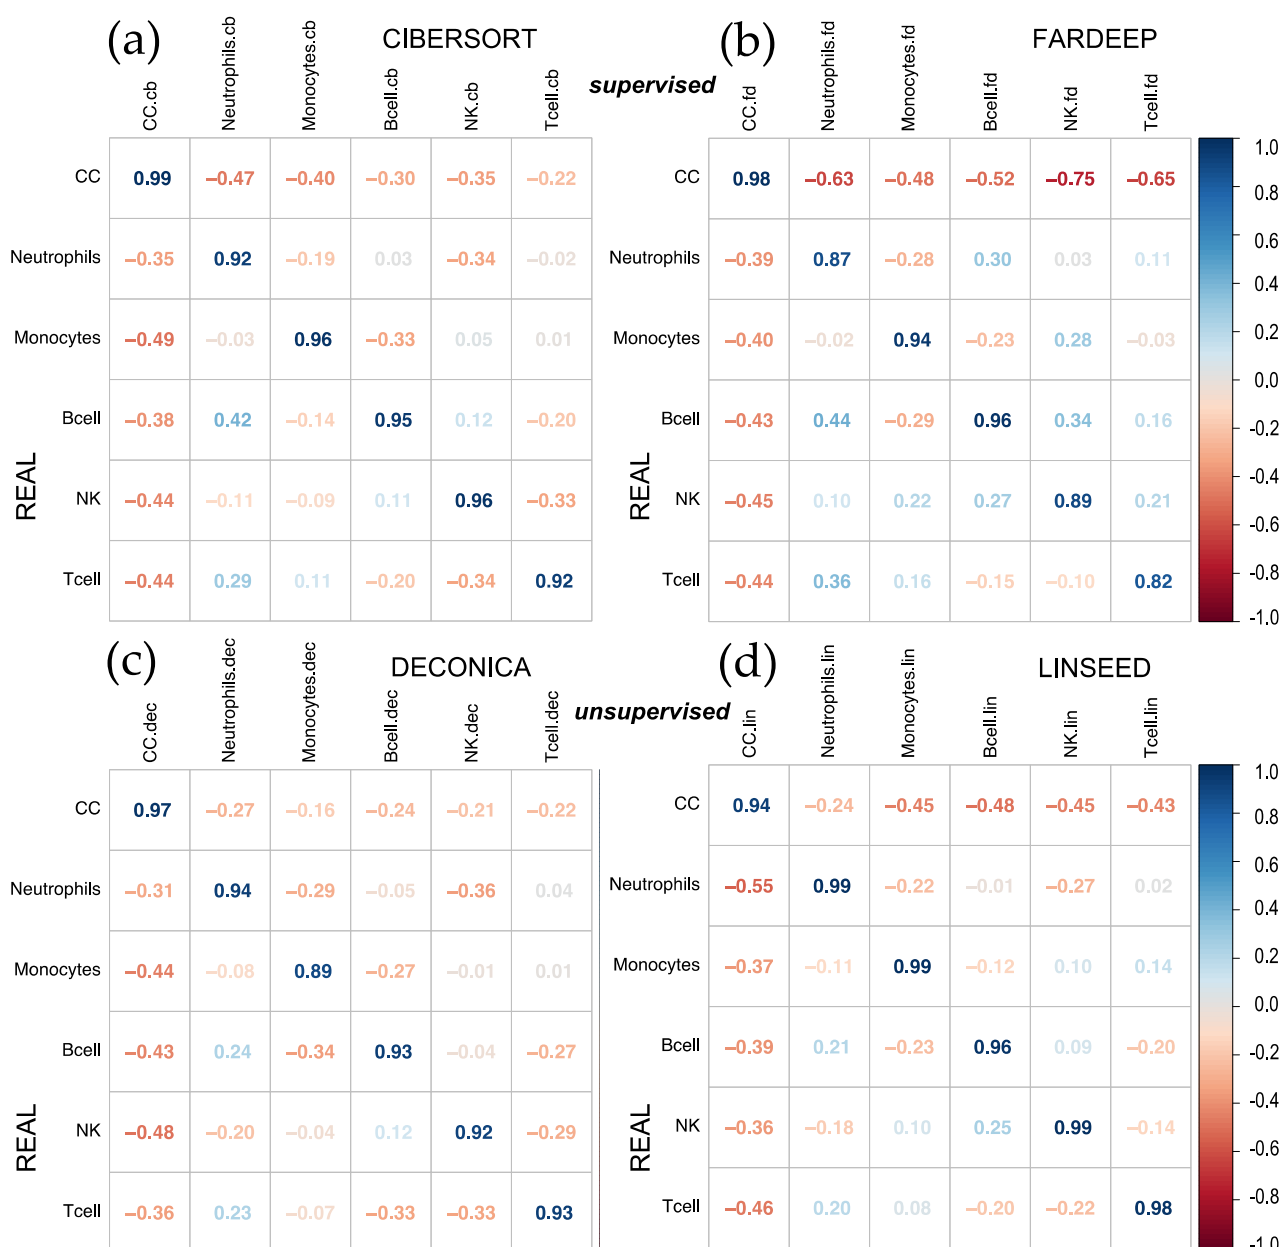 (a)
CIBERSORT
supervised
(b)
FARDEEP
CC.cb
Neutrophils.cb
Monocytes.cb
Bcell.cb
NK.cb
Tcell.cb
CC.fd
Neutrophils.fd
Monocytes.fd
Bcell.fd
NK.fd
Tcell.fd
REAL
CC 0.99 −0.47 −0.40 −0.30 −0.35 −0.22
Neutrophils −0.35 0.92 −0.19 0.03 −0.34 −0.02
Monocytes −0.49 −0.03 0.96 −0.33 0.05 0.01
Bcell −0.38 0.42 −0.14 0.95 0.12 −0.20
NK −0.44 −0.11 −0.09 0.11 0.96 −0.33
Tcell −0.44 0.29 0.11 −0.20 −0.34 0.92
REAL
CC 0.98 −0.63 −0.48 −0.52 −0.75 −0.65
Neutrophils −0.39 0.87 −0.28 0.30 0.03 0.11
Monocytes −0.40 −0.02 0.94 −0.23 0.28 −0.03
Bcell −0.43 0.44 −0.29 0.96 0.34 0.16
NK −0.45 0.10 0.22 0.27 0.89 0.21
Tcell −0.44 0.36 0.16 −0.15 −0.10 0.82
1.0
0.8
0.6
0.4
0.2
0.0
-0.2
-0.4
-0.6
-0.8
-1.0
(c)
DECONICA
unsupervised
(d)
LINSEED
CC.dec
Neutrophils.dec
Monocytes.dec
Bcell.dec
NK.dec
Tcell.dec
CC.lin
Neutrophils.lin
Monocytes.lin
Bcell.lin
NK.lin
Tcell.lin
REAL
CC 0.97 −0.27 −0.16 −0.24 −0.21 −0.22
Neutrophils −0.31 0.94 −0.29 −0.05 −0.36 0.04
Monocytes −0.44 −0.08 0.89 −0.27 −0.01 0.01
Bcell −0.43 0.24 −0.34 0.93 −0.04 −0.27
NK −0.48 −0.20 −0.04 0.12 0.92 −0.29
Tcell −0.36 0.23 −0.07 −0.33 −0.33 0.93
REAL
CC 0.94 −0.24 −0.45 −0.48 −0.45 −0.43
Neutrophils −0.55 0.99 −0.22 −0.01 −0.27 0.02
Monocytes −0.37 −0.11 0.99 −0.12 0.10 0.14
Bcell −0.39 0.21 −0.23 0.96 0.09 −0.20
NK −0.36 −0.18 0.10 0.25 0.99 −0.14
Tcell −0.46 0.20 0.08 −0.20 −0.22 0.98
1.0
0.8
0.6
0.4
0.2
0.0
-0.2
-0.4
-0.6
-0.8
-1.0